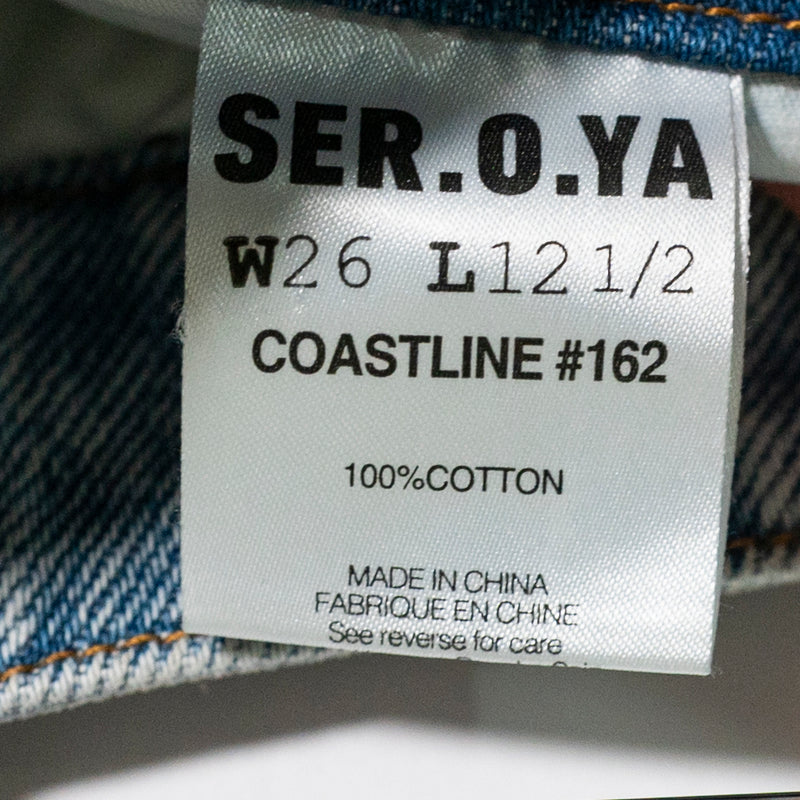 SER.O.YA
W26 L12 1/2
COASTLINE #162
100%COTTON
MADE IN CHINA
FABRIQUE EN CHINE
See reverse for care